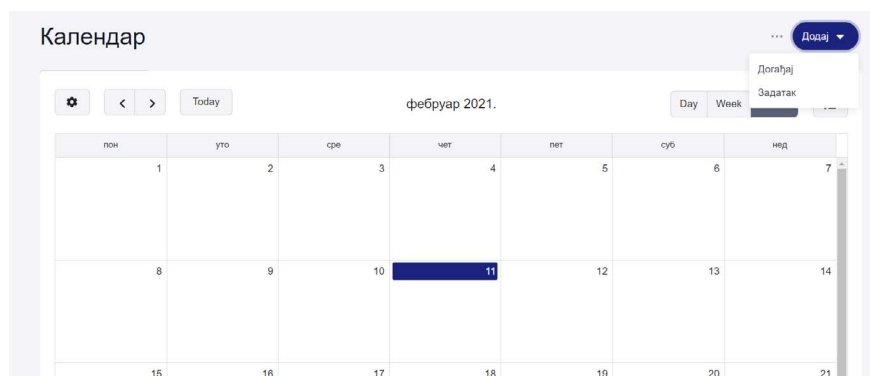 Календар
··· Додај
Догађај
Задатак
Today
фебруар 2021.
Day Week
пон уто сре чет пет суб нед
1 2 3 4 5 6 7
8 9 10 11 12 13 14
15 16 17 18 19 20 21